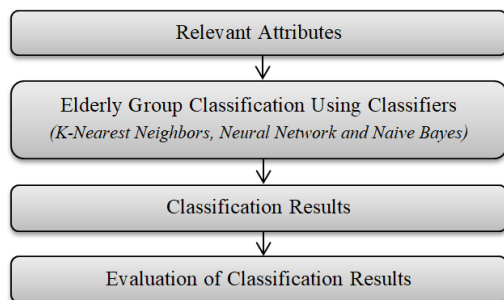 Relevant Attributes
Elderly Group Classification Using Classifiers
(K-Nearest Neighbors, Neural Network and Naive Bayes)
Classification Results
Evaluation of Classification Results